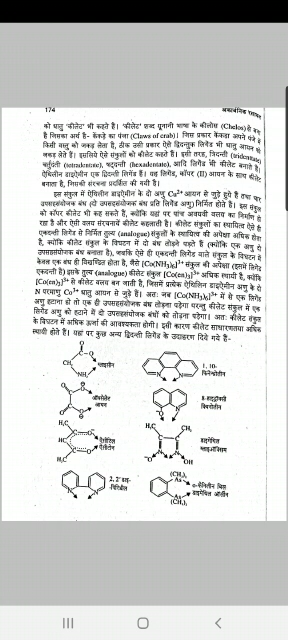 174
अकार्बनिक रसायन
को धातु 'कीलेट' भी कहते हैं। 'कीलेट' शब्द यूनानी भाषा के कीलोस (Chelos) से बना
है जिसका अर्थ है- केकड़े का पंजा (Claws of crab)। जिस प्रकार केकड़ा अपने पंजे में
किसी वस्तु को जकड़ लेता है, ठीक उसी प्रकार ऐसे द्विदन्तुक लिगेंड भी धातु आयन को
जकड़ लेते हैं। इसलिये ऐसे संकुलों को कीलेट कहते हैं। इसी तरह, त्रिदन्ती (tridentate)
चतुर्दन्ती (tetradentate), षट्दन्ती (hexadentate), आदि लिगेंड भी कीलेट बनाते हैं।
ऐथिलीन डाइऐमीन एक द्विदन्ती लिगेंड है। यह लिगेंड, कॉपर (II) आयन के साथ कीलेट
बनाता है, जिसकी संरचना प्रदर्शित की गयी है।
इस संकुल में ऐथिलीन डाइऐमीन के दो अणु Cu2+ आयन से जुड़े हुये हैं तथा चार
उपसहसंयोजक बंध (दो उपसहसंयोजक बंध प्रति लिगेंड अणु) निर्मित होते हैं। इस संकुल
को कॉपर कीलेट भी कह सकते हैं, क्योंकि यहाँ पर पांच अवयवी वलय का निर्माण हो
रहा है और ऐसी वलय संरचनायें कीलेट कहलाती हैं। कीलेट संकुलों का स्थायित्व ऐसे ही
एकदन्ती लिगेंड से निर्मित तुल्य (analogue) संकुलों के स्थायित्व की अपेक्षा अधिक होता
है, क्योंकि कीलेट संकुल के विघटन में दो बंध तोड़ने पड़ते हैं (क्योंकि एक अणु दो
उपसहसंयोजक बंध बनाता है), जबकि ऐसे ही एकदन्ती लिगेंड वाले संकुल के विघटन में
केवल एक बंध ही विखण्डित होता है, जैसे [Co(NH₃)₆]³⁺ संकुल की अपेक्षा (इसमें लिगेंड
एकदन्ती है) इसके तुल्य (analogue) कीलेट संकुल [Co(en)₃]³⁺ अधिक स्थायी है, क्योंकि
[Co(en)₃]³⁺ से कीलेट वलय बन जाती है, जिसमें प्रत्येक ऐथिलीन डाइऐमीन अणु के दो
N परमाणु Co³⁺ धातु आयन से जुड़े हैं। अतः जब [Co(NH₃)₆]³⁺ में से एक लिगेंड
अणु हटाना हो तो एक ही उपसहसंयोजक बंध तोड़ना पड़ेगा परन्तु कीलेट संकुल में एक
लिगेंड अणु को हटाने में दो उपसहसंयोजक बंधों को तोड़ना पड़ेगा। अतः कीलेट संकुल
के विघटन में अधिक ऊर्जा की आवश्यकता होगी। इसी कारण कीलेट साधारणतया अधिक
स्थायी होते हैं। यहां पर कुछ अन्य द्विदन्ती लिगेंड के उदाहरण दिये गये हैं-
ग्लाइसीन
1, 10-
फिनेन्थ्रोलीन
ऑक्सेलेट
आयन
8-हाइड्रॉक्सी
क्विनोलीन
ऐसीटिल
ऐसीटोन
डाइमेथिल
ग्लाइऑक्सिम
2, 2' डाइ-
पिरिडील
o-फेनिलीन बिस
डाइमेथिल आर्सीन